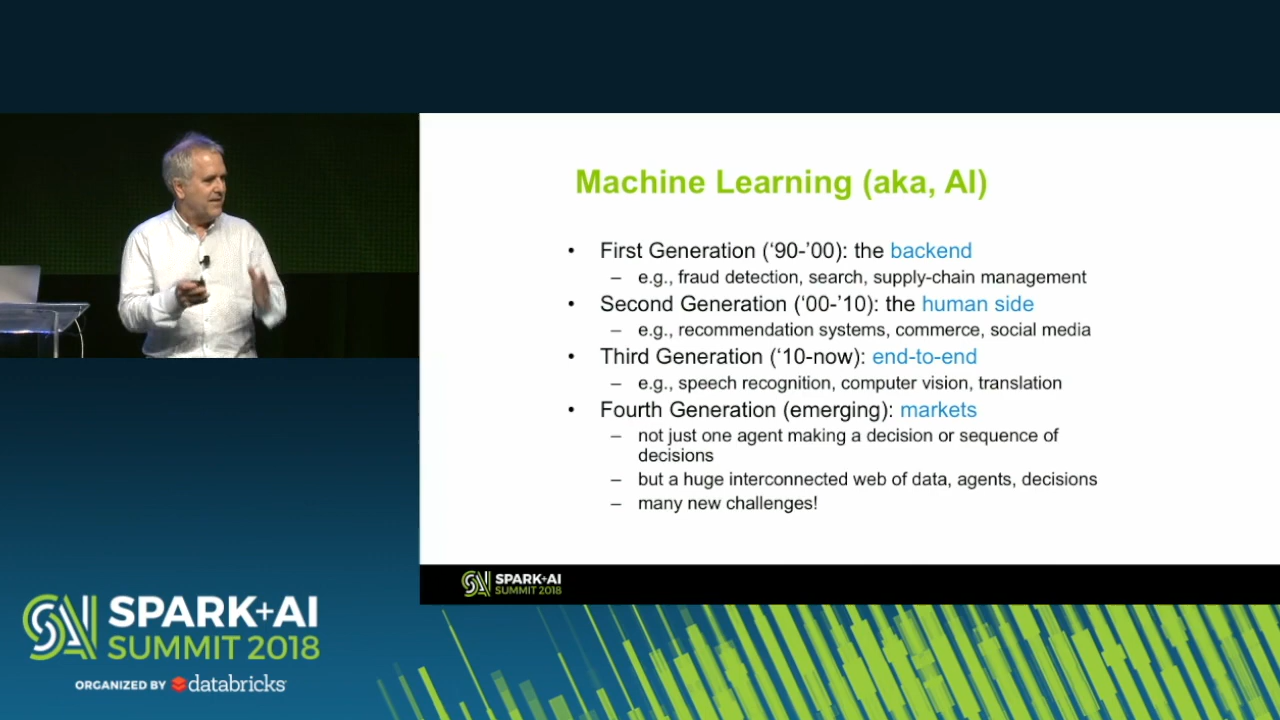 Machine Learning (aka, AI)
• First Generation (‘90-’00): the backend
– e.g., fraud detection, search, supply-chain management
• Second Generation (‘00-’10): the human side
– e.g., recommendation systems, commerce, social media
• Third Generation (‘10-now): end-to-end
– e.g., speech recognition, computer vision, translation
• Fourth Generation (emerging): markets
– not just one agent making a decision or sequence of
decisions
– but a huge interconnected web of data, agents, decisions
– many new challenges!
SPARK+AI
SUMMIT 2018
SPARK+AI
SUMMIT 2018
ORGANIZED BY databricks